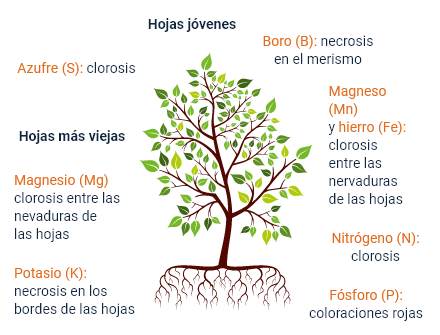 Hojas jóvenes
Azufre (S): clorosis
Boro (B): necrosis
en el merismo
Magneso
(Mn)
y hierro (Fe):
clorosis
entre las
nervaduras
de las hojas
Hojas más viejas
Magnesio (Mg)
clorosis entre las
nevaduras de
las hojas
Nitrógeno (N):
clorosis
Potasio (K):
necrosis en los
bordes de las hojas
Fósforo (P):
coloraciones rojas